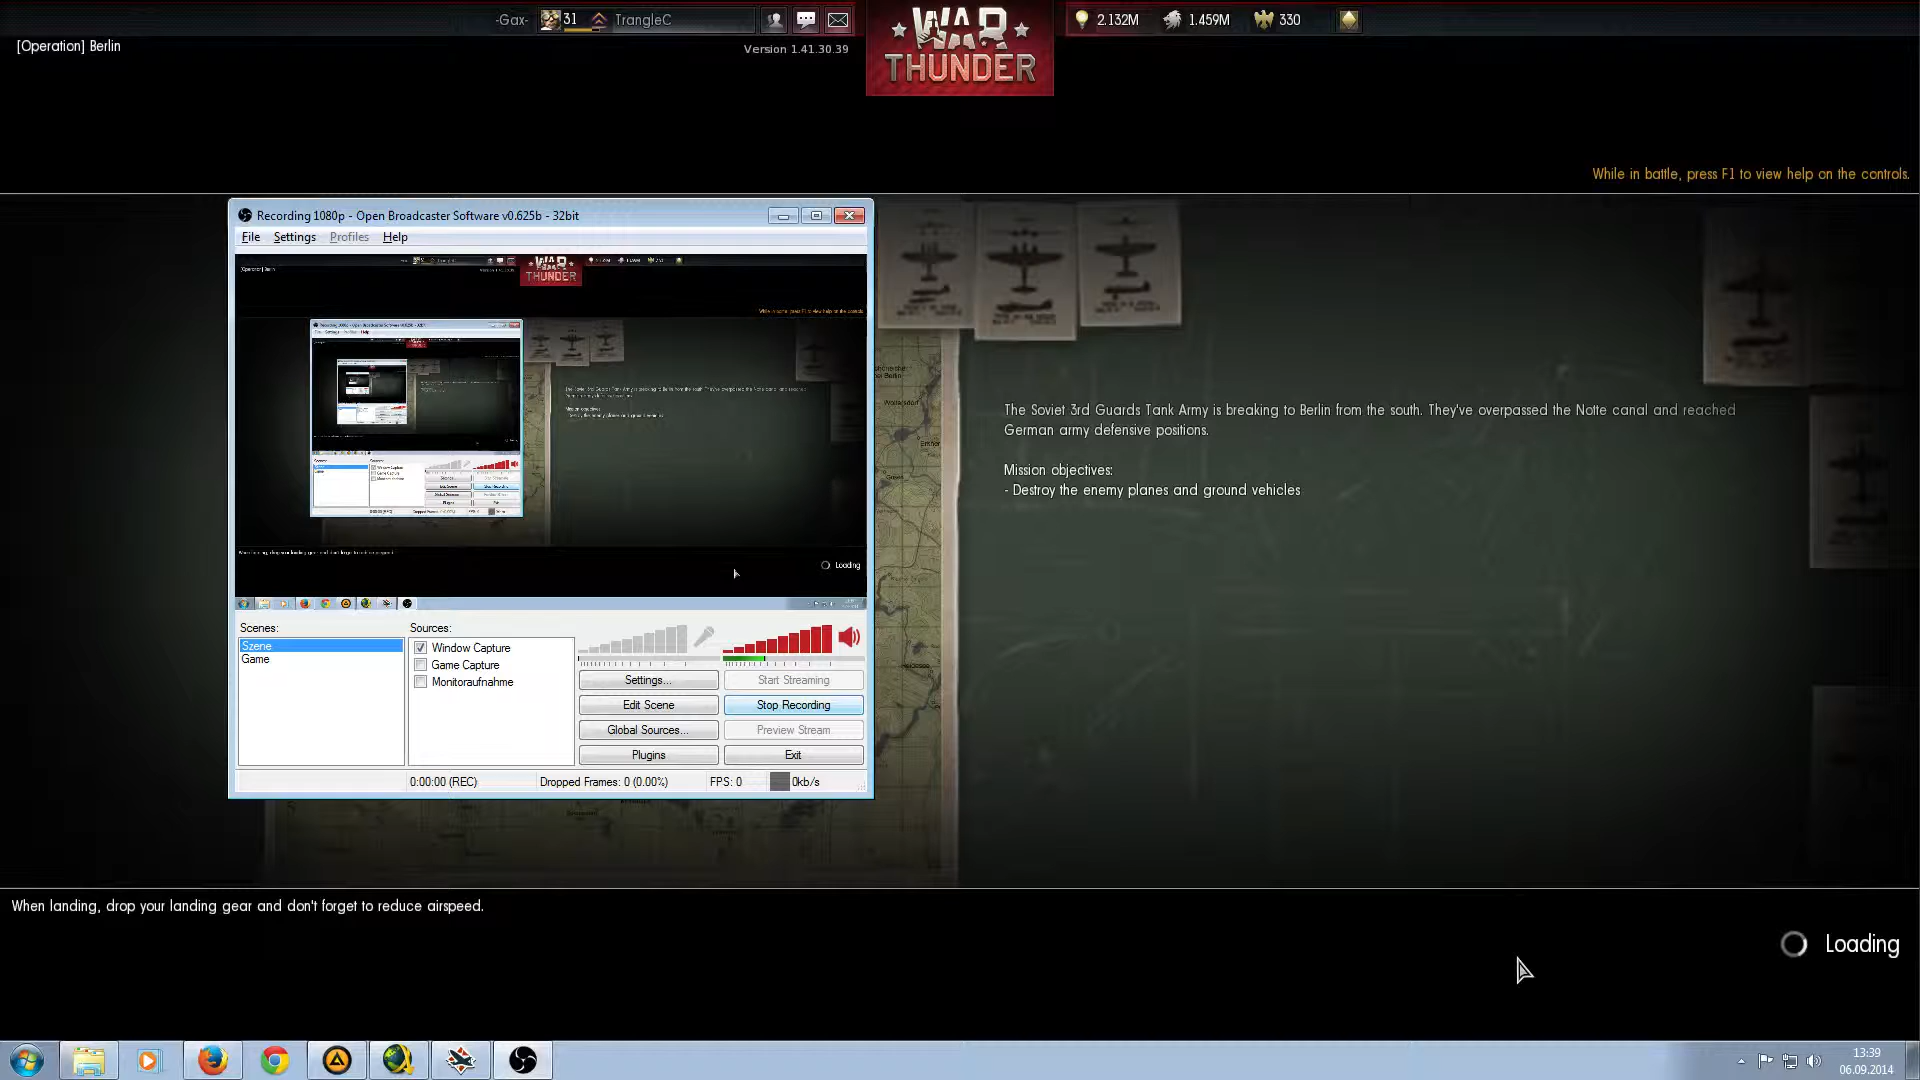 -Gax- 31 TrangleC
WAR THUNDER
2.132M 1.459M 330
[Operation] Berlin
Version 1.41.30.39
While in battle, press F1 to view help on the controls.
Recording 1080p - Open Broadcaster Software v0.625b - 32bit
File Settings Profiles Help
WAR THUNDER
Loading
The Soviet 3rd Guards Tank Army is breaking to Berlin from the south. They've overpassed the Notte canal and reached
German army defensive positions.
Mission objectives:
- Destroy the enemy planes and ground vehicles
Scenes:
Szene
Game
Sources:
Window Capture
Game Capture
Monitoraufnahme
Settings...
Start Streaming
Edit Scene
Stop Recording
Global Sources...
Preview Stream
Plugins
Exit
0:00:00 (REC)
Dropped Frames: 0 (0.00%)
FPS: 0
0kb/s
When landing, drop your landing gear and don't forget to reduce airspeed.
Loading
13:39
06.09.2014